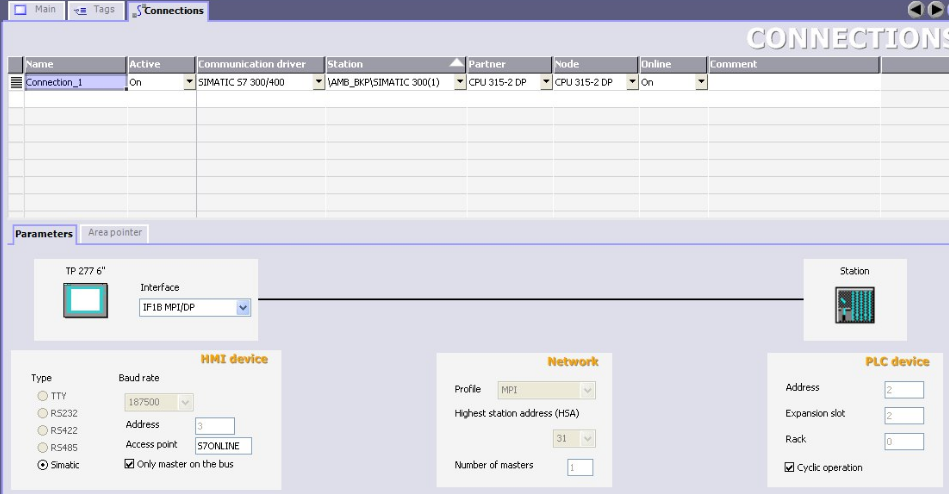 Main Tags Connections
CONNECTIONS
Name Active Communication driver Station Partner Node Online Comment
Connection_1 On SIMATIC S7 300/400 \AMB_BKP\SIMATIC 300(1) CPU 315-2 DP CPU 315-2 DP On
Parameters Area pointer
TP 277 6"
Interface
IF1B MPI/DP
Station
HMI device
Type Baud rate
TTY
187500
RS232
Address 3
RS422
Access point S7ONLINE
RS485
Simatic Only master on the bus
Network
Profile MPI
Highest station address (HSA)
31
Number of masters 1
PLC device
Address 2
Expansion slot 2
Rack 0
Cyclic operation